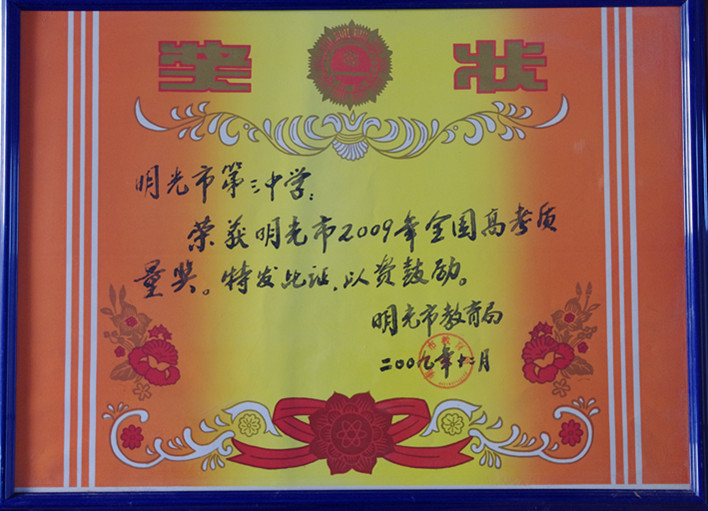 奖状
明光市第三中学：
荣获明光市2009年全国高考质
量奖。特发此证，以资鼓励。
明光市教育局
二00九年十二月